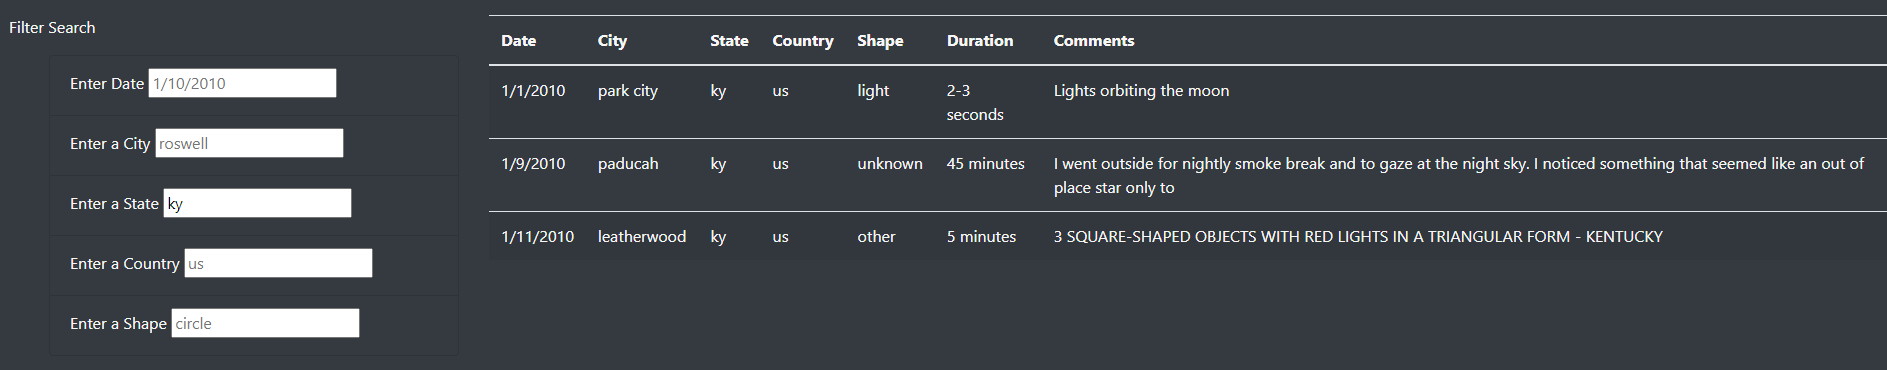 Filter Search
Enter Date 1/10/2010
Enter a City roswell
Enter a State ky
Enter a Country us
Enter a Shape circle
Date City State Country Shape Duration Comments
1/1/2010 park city ky us light 2-3 Lights orbiting the moon
seconds
1/9/2010 paducah ky us unknown 45 minutes I went outside for nightly smoke break and to gaze at the night sky. I noticed something that seemed like an out of
place star only to
1/11/2010 leatherwood ky us other 5 minutes 3 SQUARE-SHAPED OBJECTS WITH RED LIGHTS IN A TRIANGULAR FORM - KENTUCKY